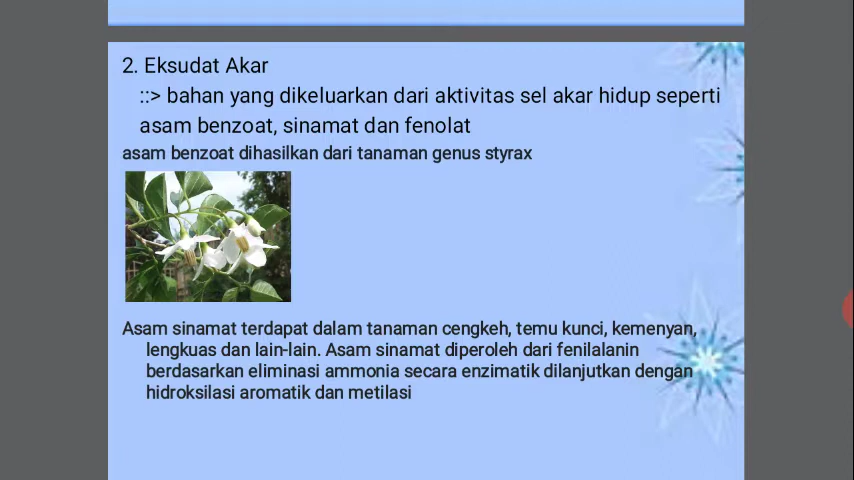 2. Eksudat Akar
::> bahan yang dikeluarkan dari aktivitas sel akar hidup seperti
asam benzoat, sinamat dan fenolat
asam benzoat dihasilkan dari tanaman genus styrax
Asam sinamat terdapat dalam tanaman cengkeh, temu kunci, kemenyan,
lengkuas dan lain-lain. Asam sinamat diperoleh dari fenilalanin
berdasarkan eliminasi ammonia secara enzimatik dilanjutkan dengan
hidroksilasi aromatik dan metilasi